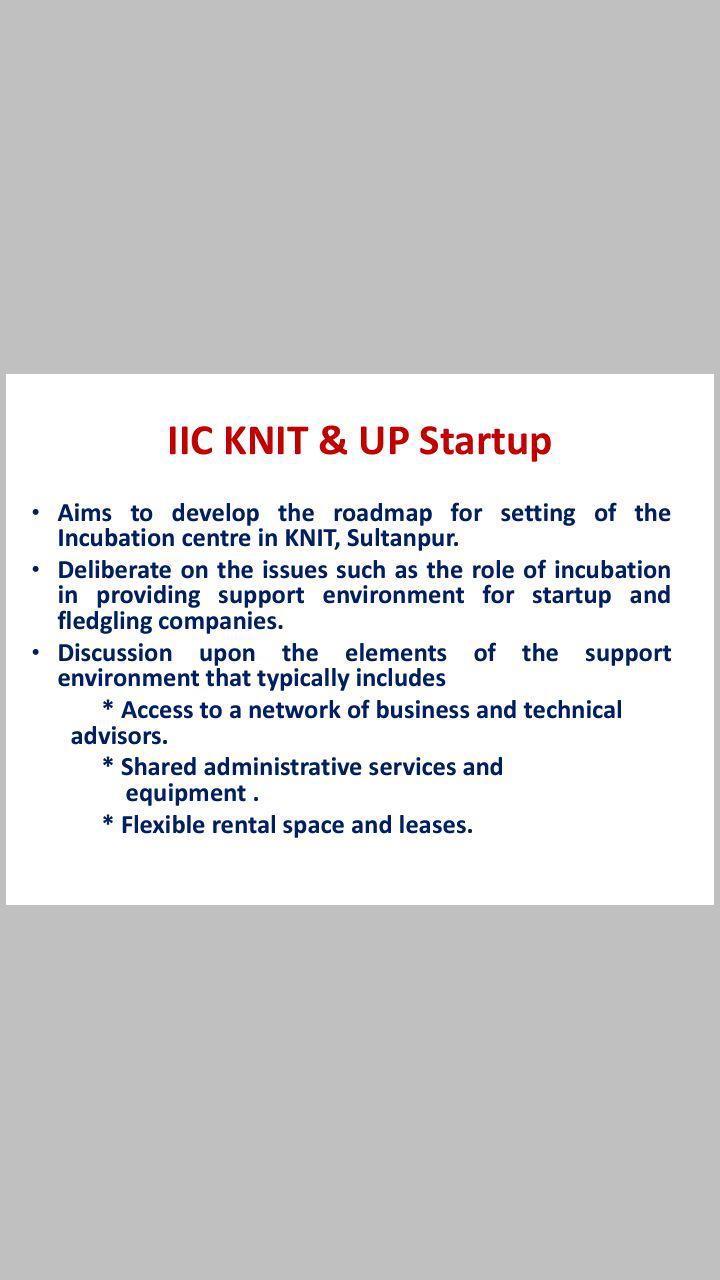 IIC KNIT & UP Startup
• Aims to develop the roadmap for setting of the
Incubation centre in KNIT, Sultanpur.
• Deliberate on the issues such as the role of incubation
in providing support environment for startup and
fledgling companies.
• Discussion upon the elements of the support
environment that typically includes
* Access to a network of business and technical
advisors.
* Shared administrative services and
equipment .
* Flexible rental space and leases.